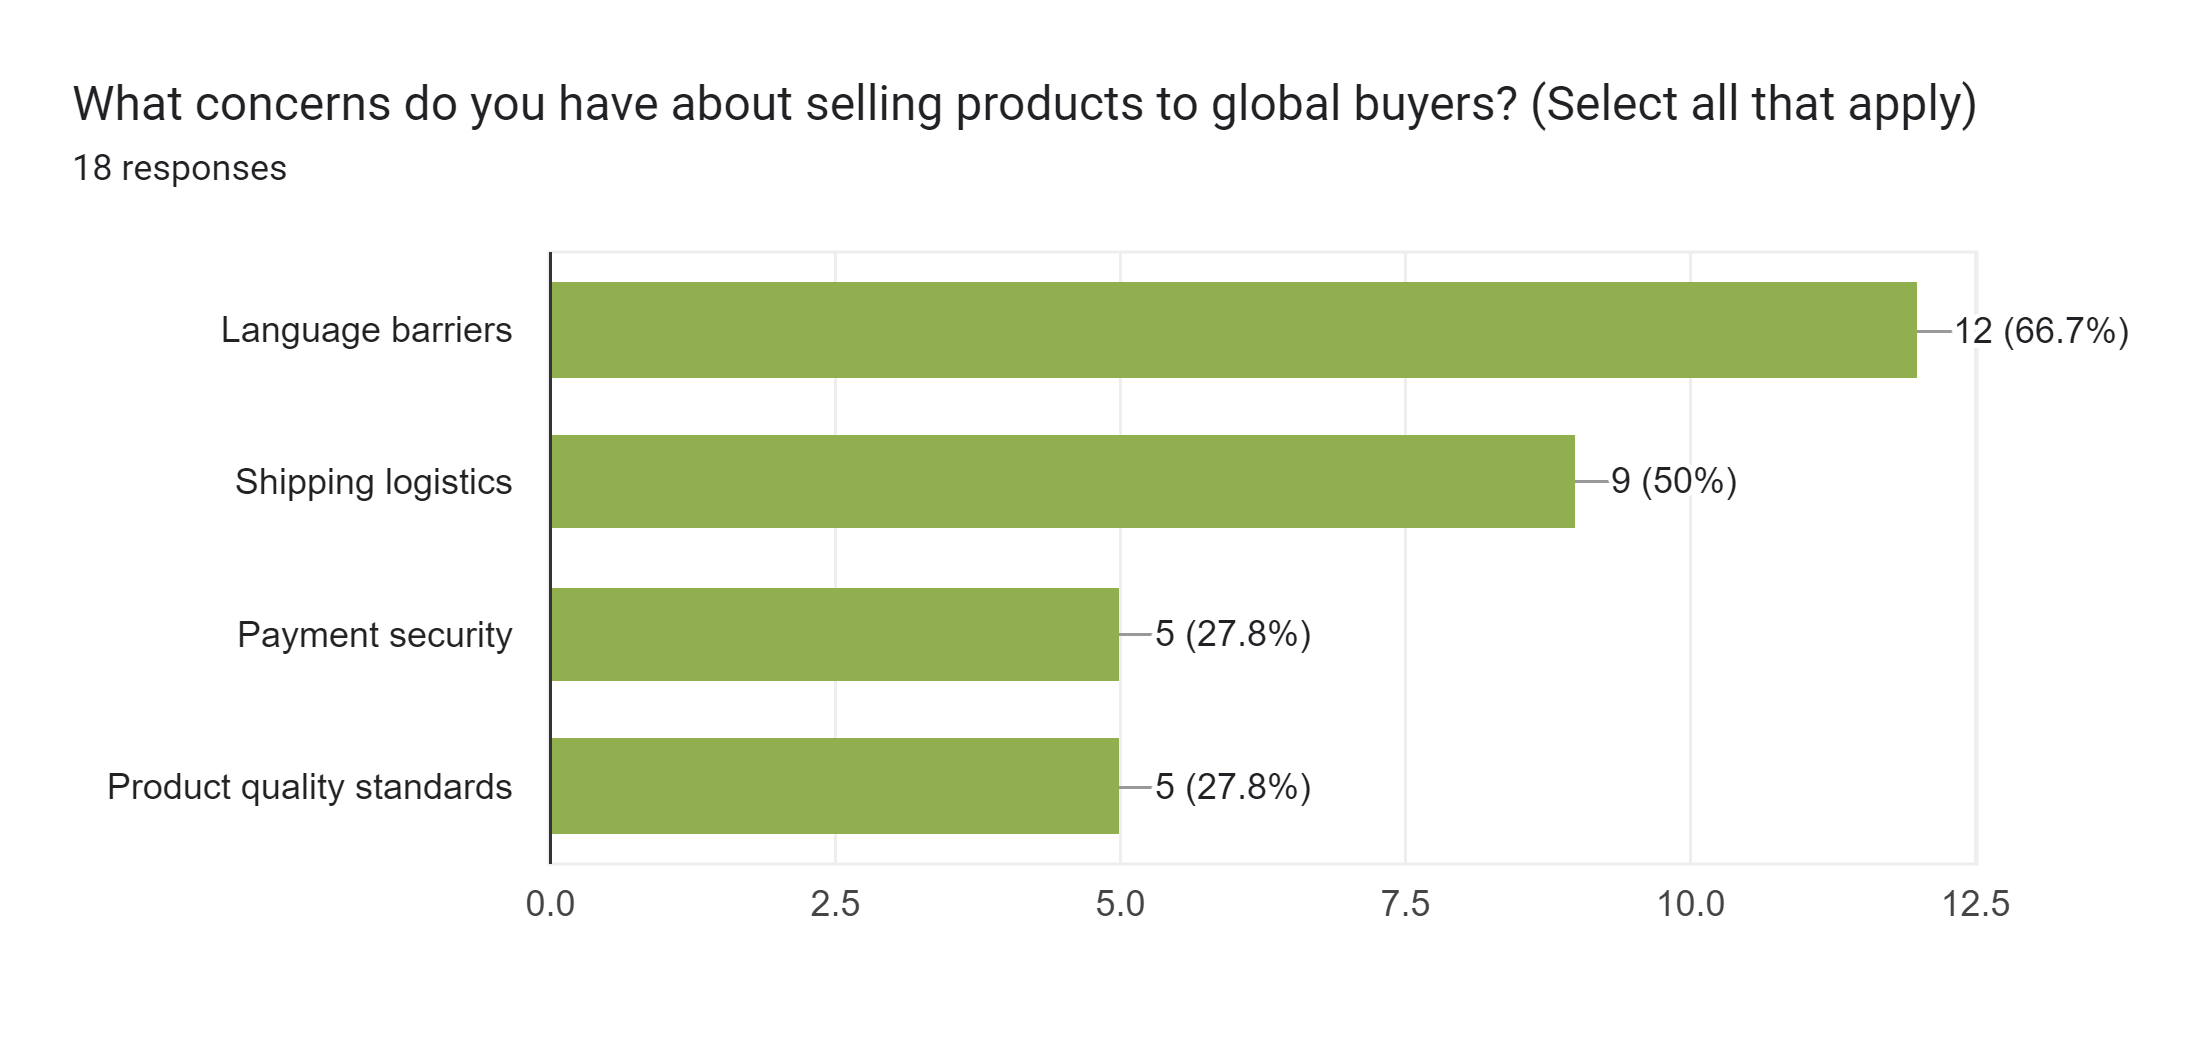 What concerns do you have about selling products to global buyers? (Select all that apply)
18 responses
Language barriers
12 (66.7%)
Shipping logistics
9 (50%)
Payment security
5 (27.8%)
Product quality standards
5 (27.8%)
0.0 2.5 5.0 7.5 10.0 12.5